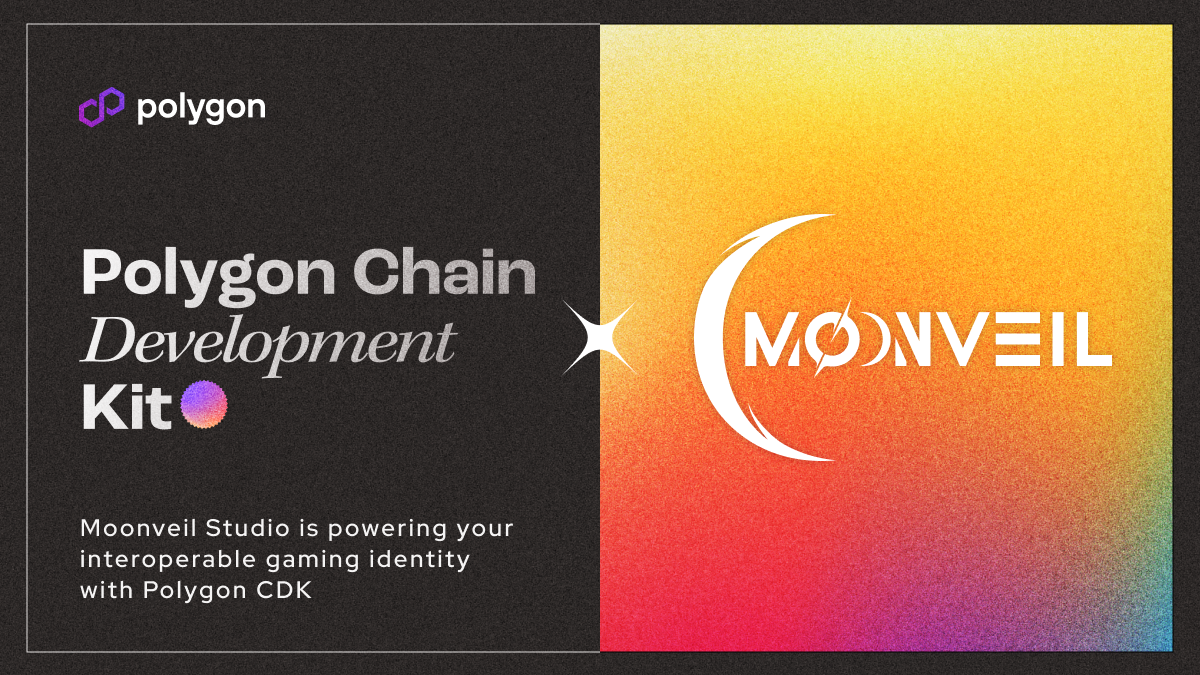 polygon
Polygon Chain
Development
Kit
Moonveil Studio is powering your
interoperable gaming identity
with Polygon CDK
MOONVEIL